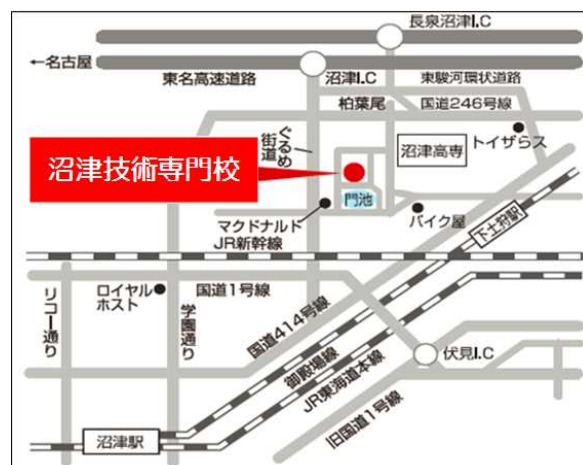 長泉沼津I.C
←名古屋
東名高速道路
沼津I.C
東駿河環状道路
柏葉尾
国道246号線
ぐるめ
街道
トイザらス
沼津高専
沼津技術専門校
門池
マクドナルド
バイク屋
下土狩駅
JR新幹線
ロイヤル
ホスト
国道1号線
リコー通り
学園通り
国道414号線
御殿場線
JR東海道本線
伏見I.C
旧国道1号線
沼津駅